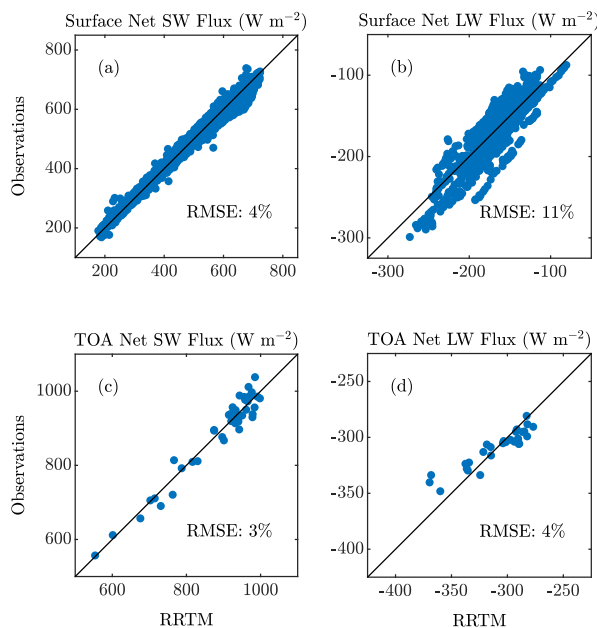 Surface Net SW Flux (W m⁻²)
Surface Net LW Flux (W m⁻²)
(a)
(b)
Observations
800
600
400
200
-100
-200
-300
RMSE: 4%
RMSE: 11%
200 400 600 800
-300 -200 -100
TOA Net SW Flux (W m⁻²)
TOA Net LW Flux (W m⁻²)
(c)
(d)
Observations
1000
800
600
-250
-300
-350
-400
RMSE: 3%
RMSE: 4%
600 800 1000
-400 -350 -300 -250
RRTM
RRTM